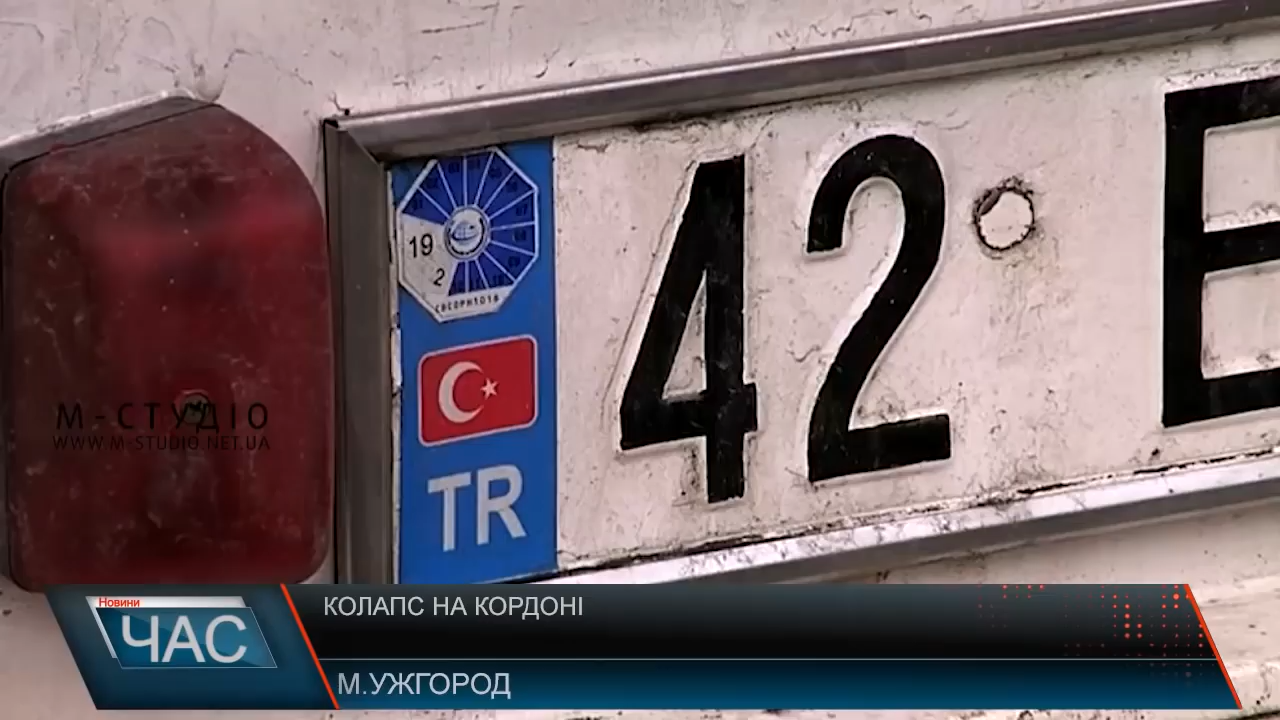 19
2
TR
42 E
М-СТУДІО
WWW.M-STUDIO.NET.UA
Новини
ЧАС
КОЛАПС НА КОРДОНІ
М.УЖГОРОД